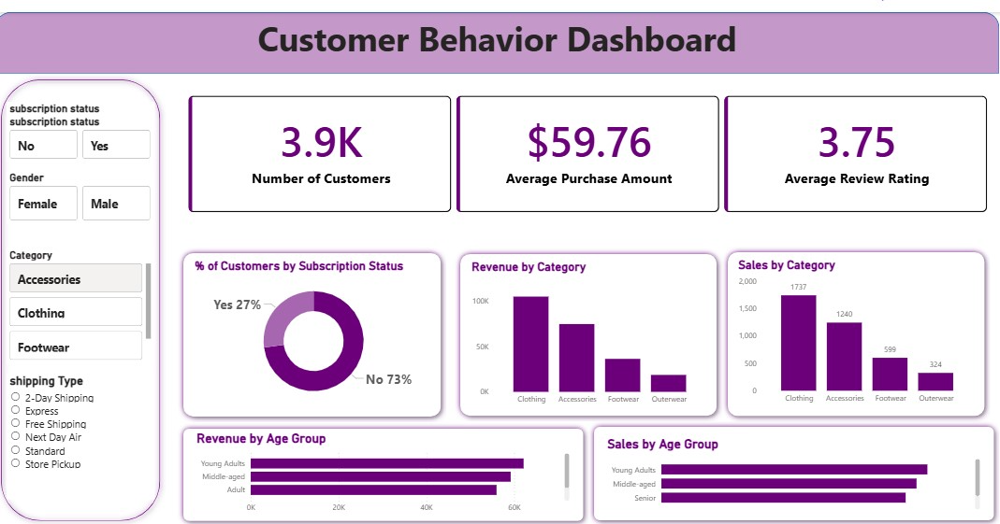 Customer Behavior Dashboard
subscription status
subscription status
No Yes
Gender
Female Male
Category
Accessories
Clothing
Footwear
shipping Type
2-Day Shipping
Express
Free Shipping
Next Day Air
Standard
Store Pickup
3.9K
Number of Customers
$59.76
Average Purchase Amount
3.75
Average Review Rating
% of Customers by Subscription Status
Yes 27%
No 73%
Revenue by Category
100K
50K
0K
Clothing Accessories Footwear Outerwear
Sales by Category
2,000
1,500
1,000
500
0
1737
1240
599
324
Clothing Accessories Footwear Outerwear
Revenue by Age Group
Young Adults
Middle-aged
Adult
0K 20K 40K 60K
Sales by Age Group
Young Adults
Middle-aged
Senior